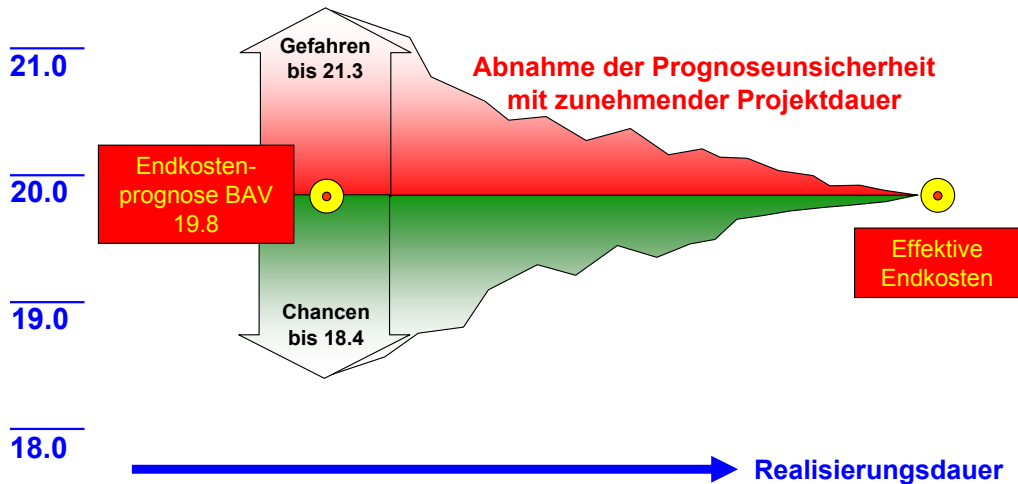 21.0
20.0
19.0
18.0
Gefahren
bis 21.3
Abnahme der Prognoseunsicherheit
mit zunehmender Projektdauer
Endkosten-
prognose BAV
19.8
Effektive
Endkosten
Chancen
bis 18.4
Realisierungsdauer